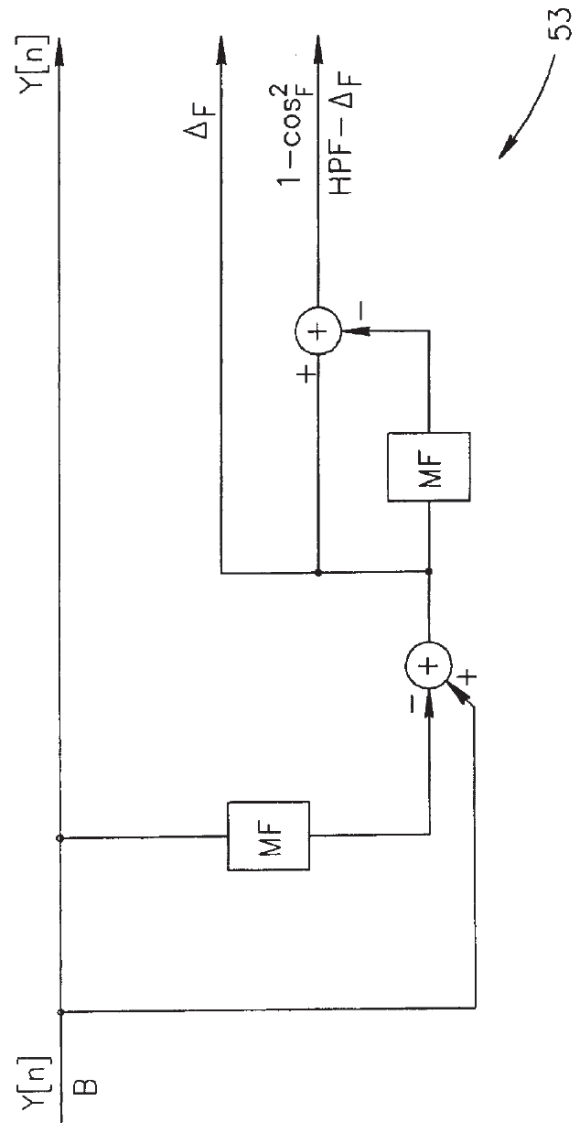 Y[n]
B
Y[n]
MF
-
+
+
Δ_F
MF
+
+
-
1-cos²_F
HPF-Δ_F
53